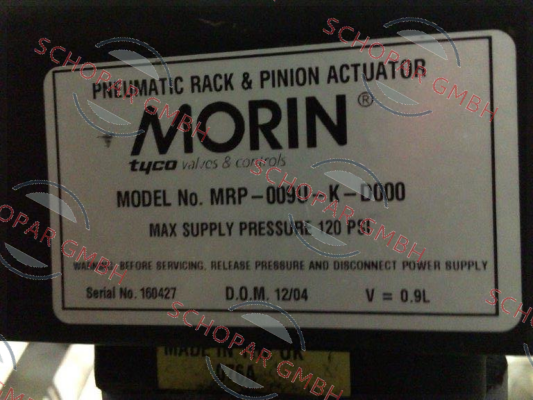 PNEUMATIC RACK & PINION ACTUATOR
MORIN®
tyco valves & controls
MODEL No. MRP-009U-K-D000
MAX SUPPLY PRESSURE 120 PSI
WARNING: BEFORE SERVICING, RELEASE PRESSURE AND DISCONNECT POWER SUPPLY
Serial No. 160427 D.O.M. 12/04 V = 0.9L
MADE IN UK
SCHOPAR GMBH
SCHOPAR GMBH
SCHOPAR GMBH
SCHOPAR GMBH
SCHOPAR GMBH